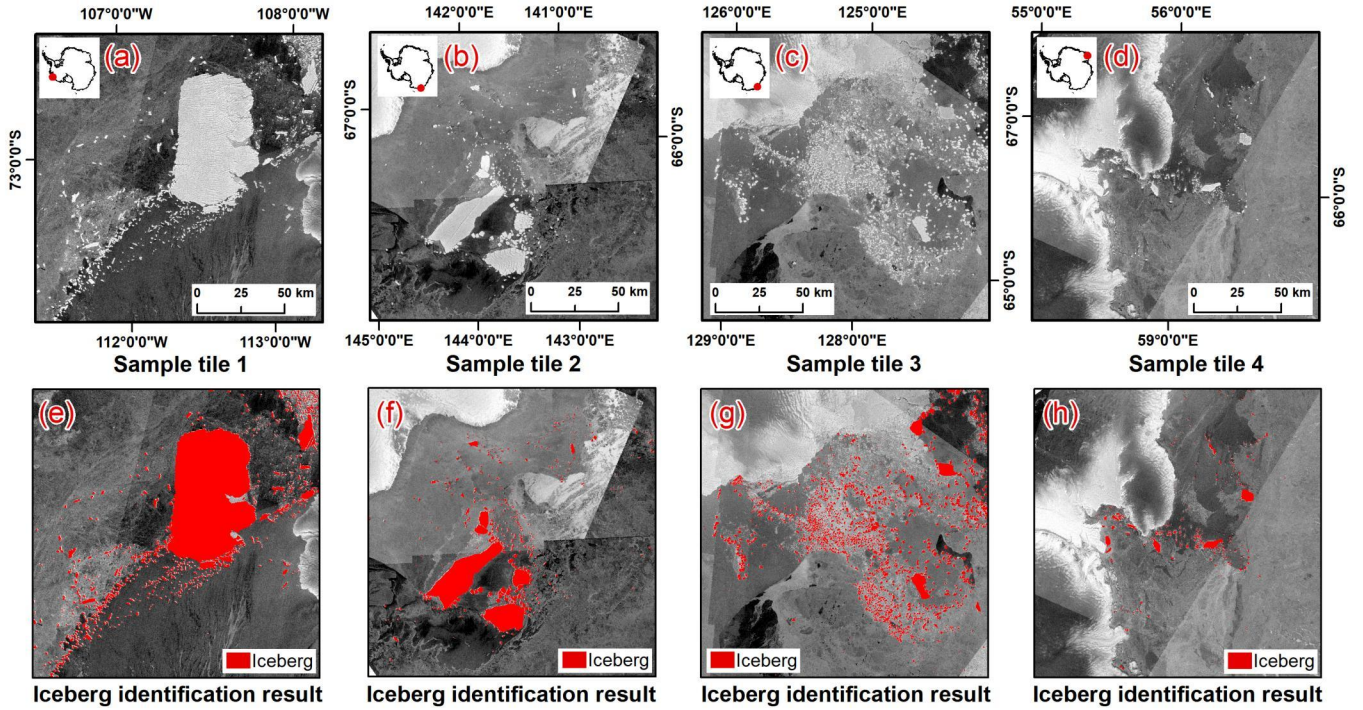 107°0'0"W 108°0'0"W
142°0'0"E 141°0'0"E
126°0'0"E 125°0'0"E
55°0'0"E 56°0'0"E
(a) (b) (c) (d)
73°0'0"S
67°0'0"S
66°0'0"S
65°0'0"S
67°0'0"S
66°0'0"S
0 25 50 km
0 25 50 km
0 25 50 km
0 25 50 km
112°0'0"W 113°0'0"W
145°0'0"E 144°0'0"E 143°0'0"E
129°0'0"E 128°0'0"E
59°0'0"E
Sample tile 1
Sample tile 2
Sample tile 3
Sample tile 4
(e) (f) (g) (h)
Iceberg
Iceberg
Iceberg
Iceberg
Iceberg identification result
Iceberg identification result
Iceberg identification result
Iceberg identification result